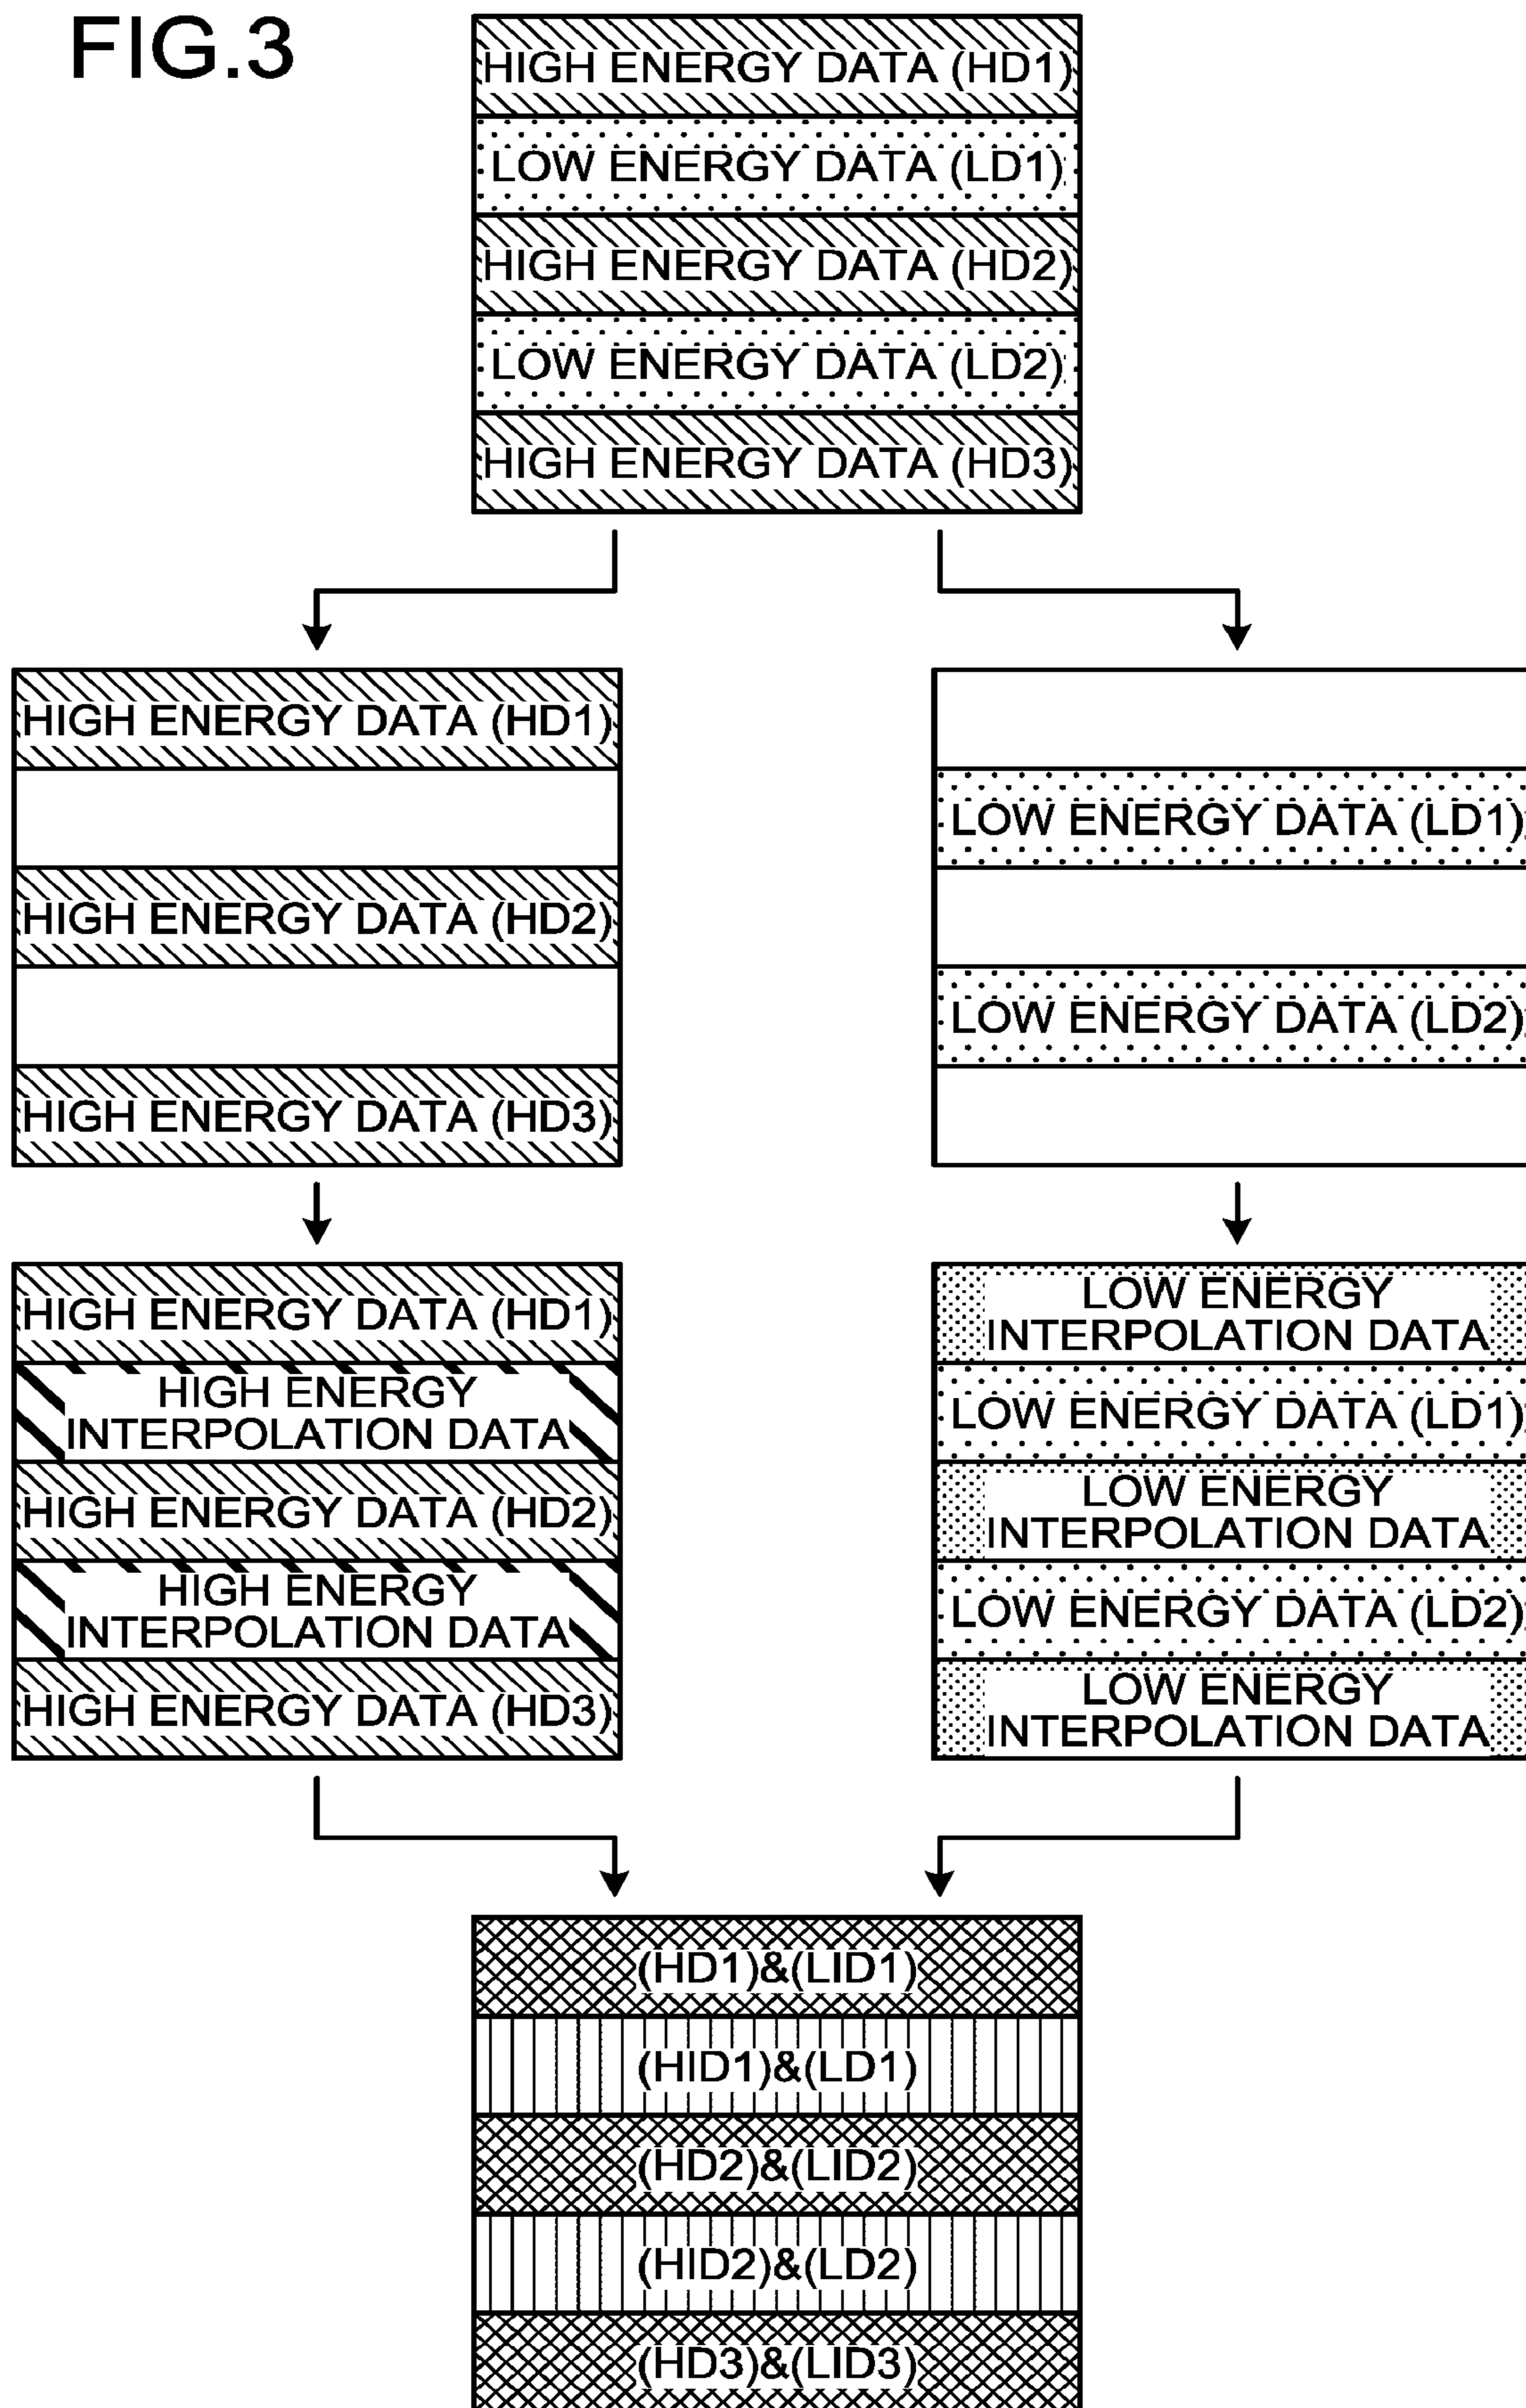 FIG.3
HIGH ENERGY DATA (HD1)
LOW ENERGY DATA (LD1)
HIGH ENERGY DATA (HD2)
LOW ENERGY DATA (LD2)
HIGH ENERGY DATA (HD3)
HIGH ENERGY DATA (HD1)
HIGH ENERGY DATA (HD2)
HIGH ENERGY DATA (HD3)
LOW ENERGY DATA (LD1)
LOW ENERGY DATA (LD2)
HIGH ENERGY DATA (HD1)
HIGH ENERGY
INTERPOLATION DATA
HIGH ENERGY DATA (HD2)
HIGH ENERGY
INTERPOLATION DATA
HIGH ENERGY DATA (HD3)
LOW ENERGY
INTERPOLATION DATA
LOW ENERGY DATA (LD1)
LOW ENERGY
INTERPOLATION DATA
LOW ENERGY DATA (LD2)
LOW ENERGY
INTERPOLATION DATA
(HD1)&(LID1)
(HID1)&(LD1)
(HD2)&(LID2)
(HID2)&(LD2)
(HD3)&(LID3)